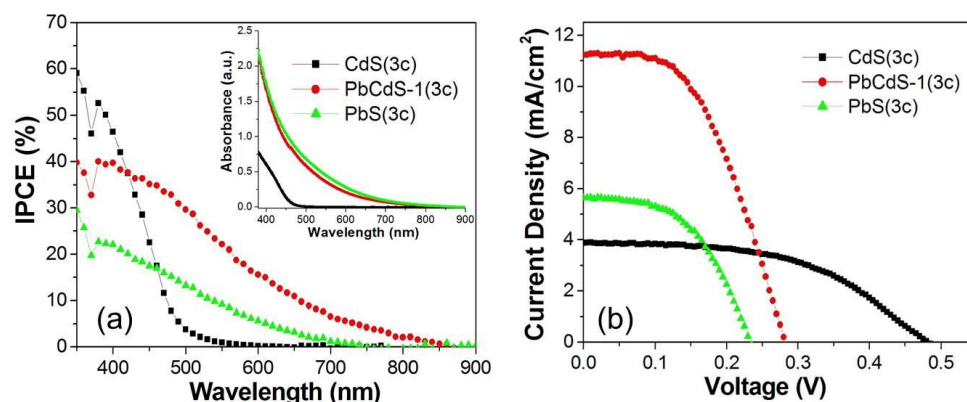 70
60
50
40
30
20
10
0
IPCE (%)
400 500 600 700 800 900
Wavelength (nm)
(a)
CdS(3c)
PbCdS-1(3c)
PbS(3c)
2.5
2.0
1.5
1.0
0.5
0.0
Absorbance (a.u.)
400 500 600 700 800 900
Wavelength (nm)
12
10
8
6
4
2
0
Current Density (mA/cm²)
0.0 0.1 0.2 0.3 0.4 0.5
Voltage (V)
(b)
CdS(3c)
PbCdS-1(3c)
PbS(3c)